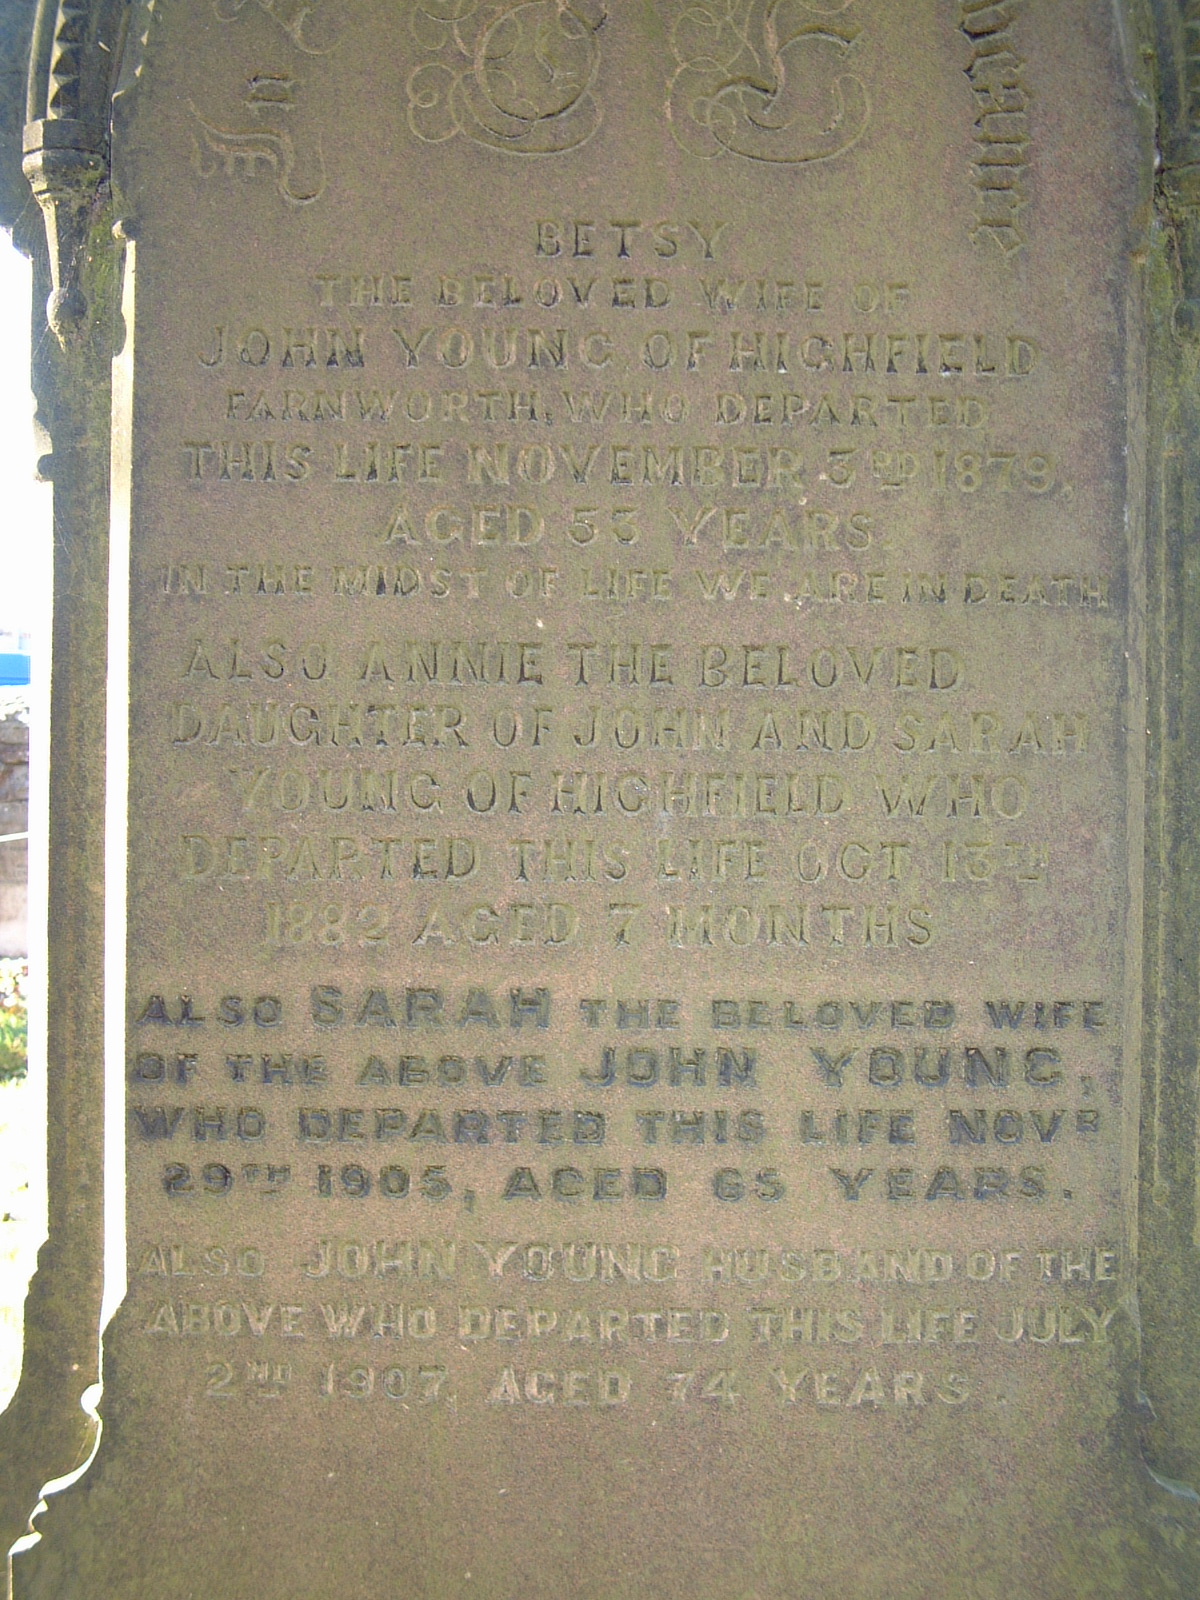 In
BETSY
THE BELOVED WIFE OF
JOHN YOUNG OF HIGHFIELD
FARNWORTH, WHO DEPARTED
THIS LIFE NOVEMBER 3RD 1879,
AGED 53 YEARS.
IN THE MIDST OF LIFE WE ARE IN DEATH
ALSO ANNIE THE BELOVED
DAUGHTER OF JOHN AND SARAH
YOUNG OF HIGHFIELD WHO
DEPARTED THIS LIFE OCT 13TH
1882 AGED 7 MONTHS
ALSO SARAH THE BELOVED WIFE
OF THE ABOVE JOHN YOUNG,
WHO DEPARTED THIS LIFE NOVR
29TH 1905, AGED 65 YEARS.
ALSO JOHN YOUNG HUSBAND OF THE
ABOVE WHO DEPARTED THIS LIFE JULY
2ND 1907, AGED 74 YEARS.